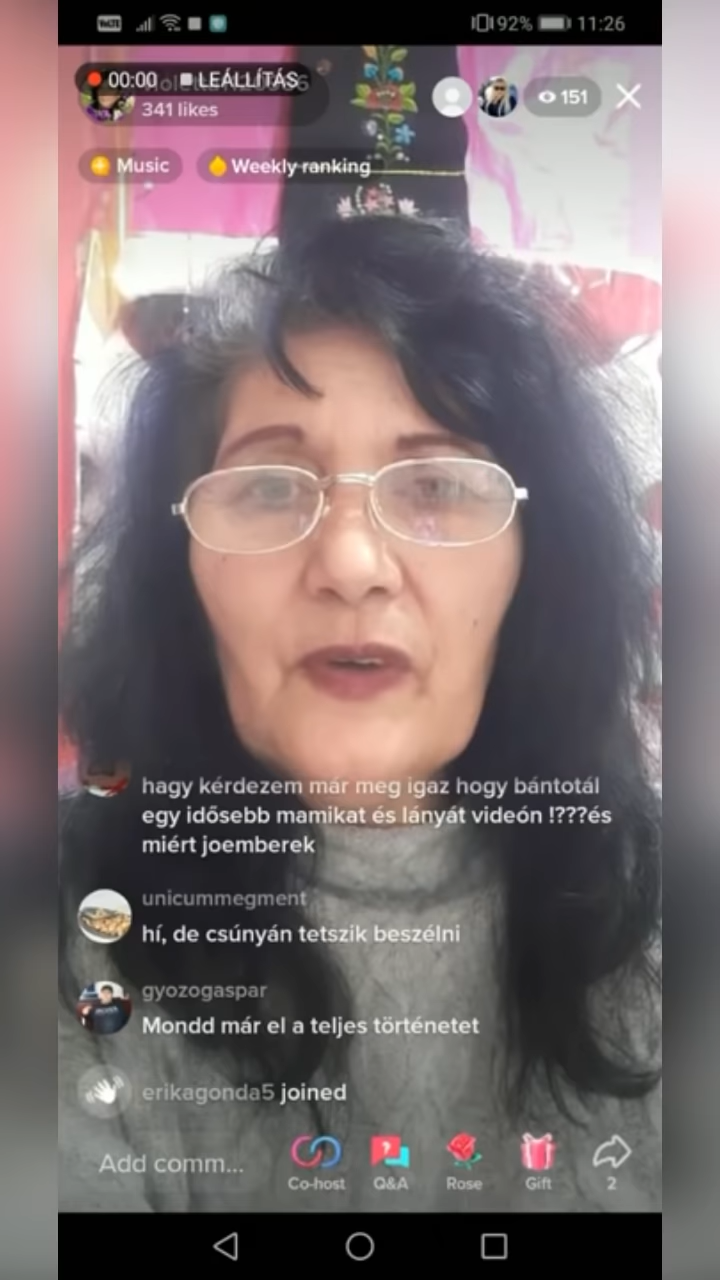 VoLTE
92% 11:26
00:00 LEÁLLÍTÁS
341 likes
151
Music
Weekly ranking
hagy kérdezem már meg igaz hogy bántotál
egy idősebb mamikat és lányát videón !???és
miért joemberek
unicummegment
hí, de csúnyán tetszik beszélni
gyozogaspar
Mondd már el a teljes történetet
erikagonda5 joined
Add comm...
Co-host
Q&A
Rose
Gift
2